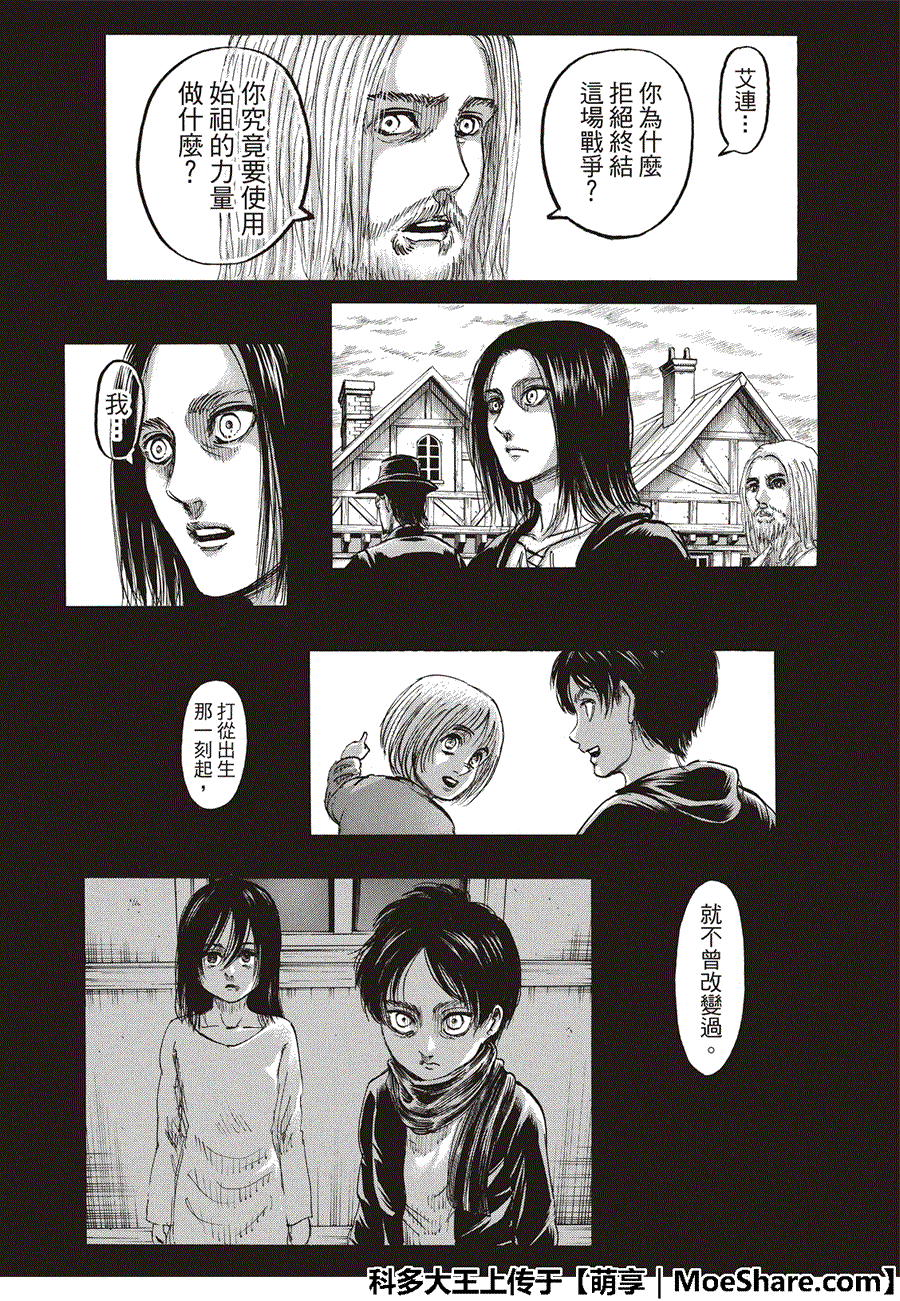 艾連…
你為什麼
拒絕終結
這場戰爭？
你究竟要使用
始祖的力量
做什麼？
我…
打從出生
那一刻起，
就不曾改變過。
科多大王上传于【萌享｜MoeShare.com】